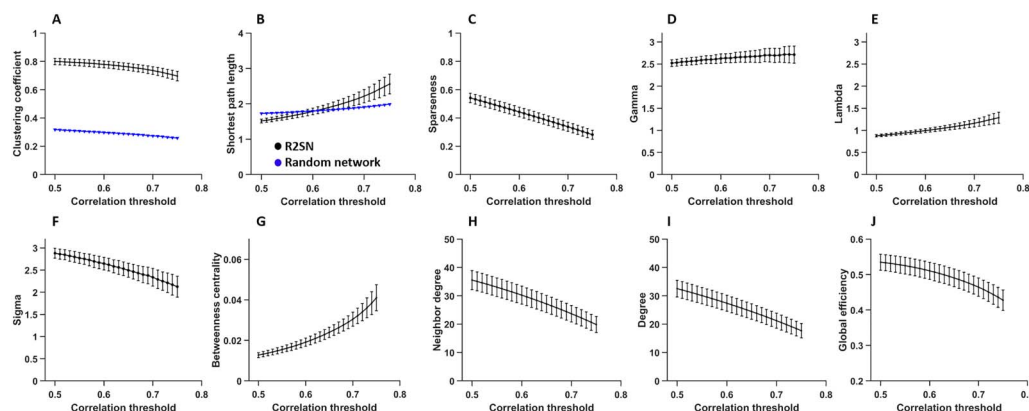 A
Clustering coefficient
1
0.8
0.6
0.4
0.2
0
0.5 0.6 0.7 0.8
Correlation threshold
B
Shortest path length
4
2
0
R2SN
Random network
0.5 0.6 0.7 0.8
Correlation threshold
C
Sparseness
1
0.8
0.6
0.4
0.2
0
0.5 0.6 0.7 0.8
Correlation threshold
D
Gamma
2.5
2
1.5
1
0.5
0
0.5 0.6 0.7 0.8
Correlation threshold
E
Lambda
2.5
2
1.5
1
0.5
0
0.5 0.6 0.7 0.8
Correlation threshold
F
Sigma
3
2.5
2
1.5
1
0.5
0
0.5 0.6 0.7 0.8
Correlation threshold
G
Betweenness centrality
0.06
0.04
0.02
0
0.5 0.6 0.7 0.8
Correlation threshold
H
Neighbor degree
50
40
30
20
10
0
0.5 0.6 0.7 0.8
Correlation threshold
I
Degree
50
40
30
20
10
0
0.5 0.6 0.7 0.8
Correlation threshold
J
Global efficiency
0.6
0.5
0.4
0.3
0.2
0.5 0.6 0.7 0.8
Correlation threshold